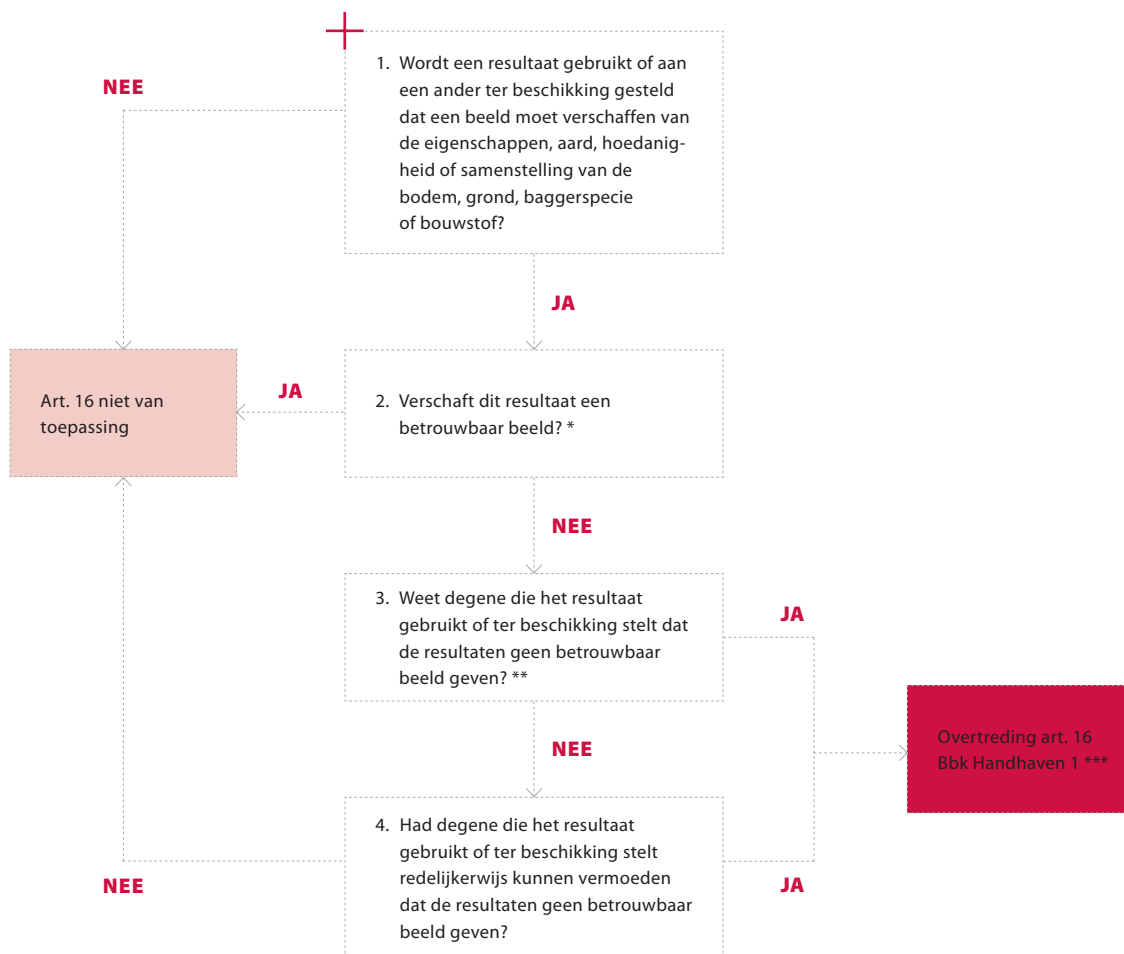 NEE
1. Wordt een resultaat gebruikt of aan
een ander ter beschikking gesteld
dat een beeld moet verschaffen van
de eigenschappen, aard, hoedanig-
heid of samenstelling van de
bodem, grond, baggerspecie
of bouwstof?
JA
Art. 16 niet van
toepassing
JA
2. Verschaft dit resultaat een
betrouwbaar beeld? *
NEE
3. Weet degene die het resultaat
gebruikt of ter beschikking stelt dat
de resultaten geen betrouwbaar
beeld geven? **
JA
NEE
Overtreding art. 16
Bbk Handhaven 1 ***
4. Had degene die het resultaat
gebruikt of ter beschikking stelt
redelijkerwijs kunnen vermoeden
dat de resultaten geen betrouwbaar
beeld geven?
NEE
JA